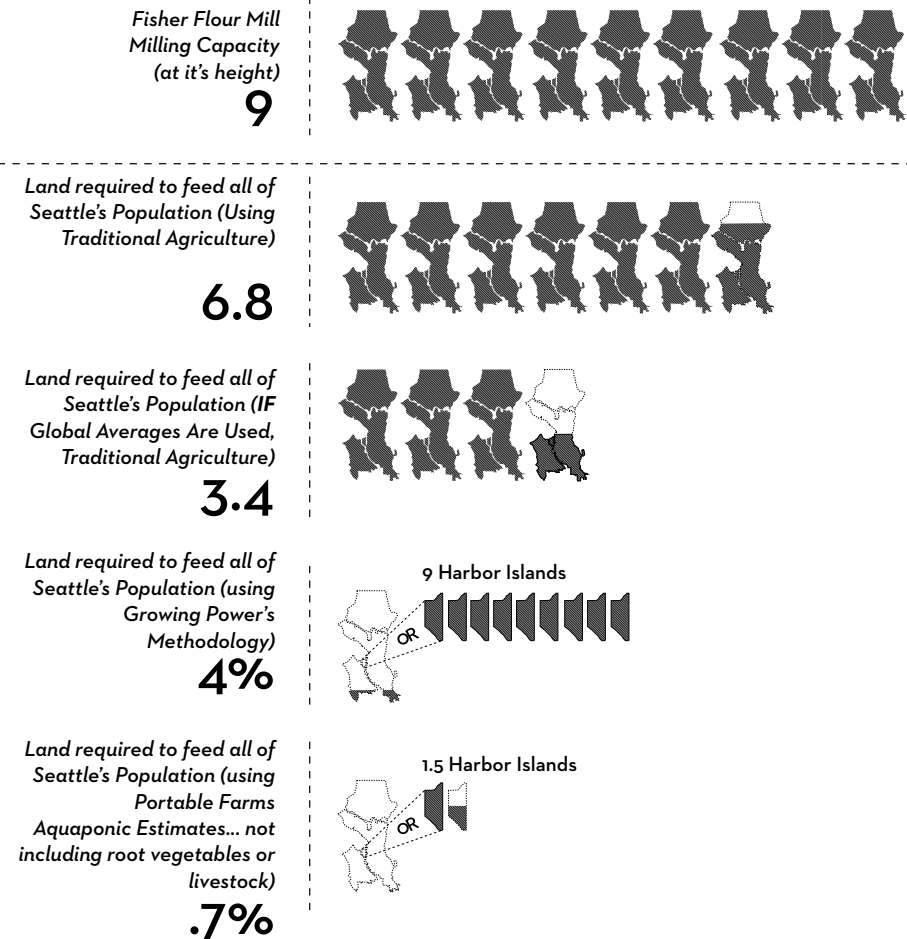 Fisher Flour Mill
Milling Capacity
(at it's height)
9
Land required to feed all of
Seattle's Population (Using
Traditional Agriculture)
6.8
Land required to feed all of
Seattle's Population (IF
Global Averages Are Used,
Traditional Agriculture)
3.4
Land required to feed all of
Seattle's Population (using
Growing Power's
Methodology)
4%
9 Harbor Islands
OR
Land required to feed all of
Seattle's Population (using
Portable Farms
Aquaponic Estimates... not
including root vegetables or
livestock)
.7%
1.5 Harbor Islands
OR